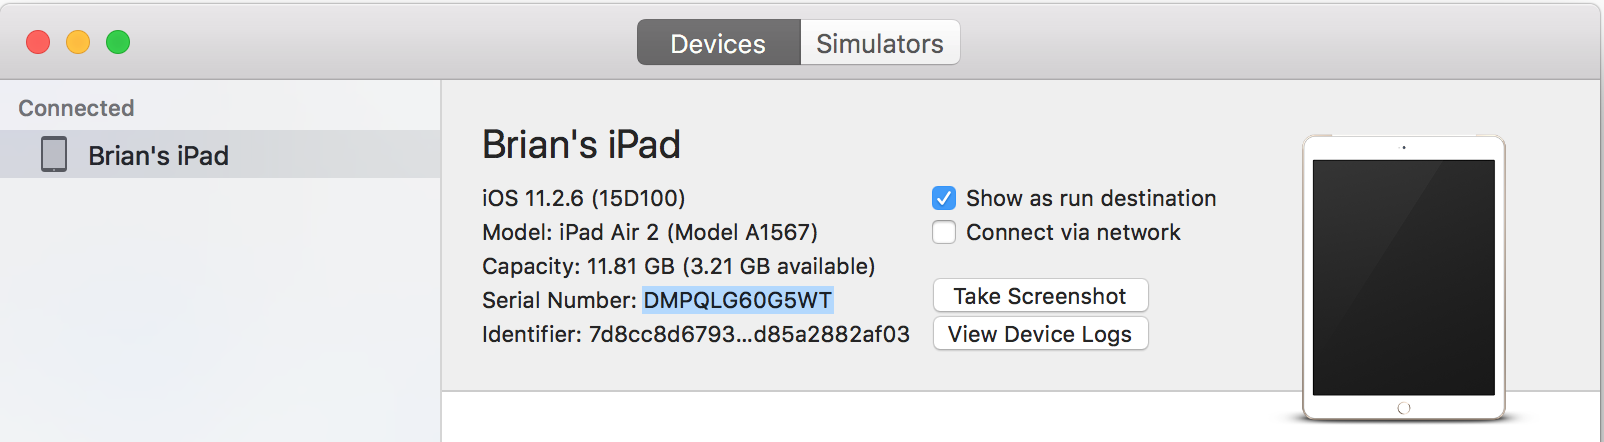 Devices
Simulators
Connected
Brian's iPad
Brian's iPad
iOS 11.2.6 (15D100)
Model: iPad Air 2 (Model A1567)
Capacity: 11.81 GB (3.21 GB available)
Serial Number: DMPQLG60G5WT
Identifier: 7d8cc8d6793...d85a2882af03
Show as run destination
Connect via network
Take Screenshot
View Device Logs